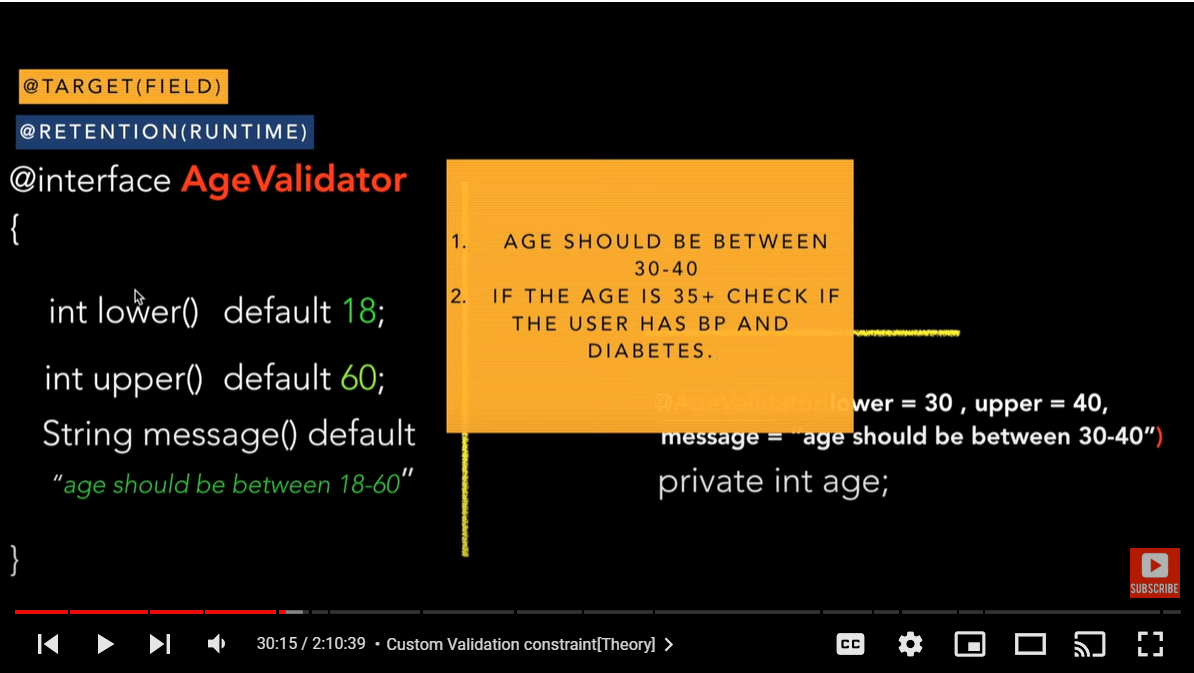 @TARGET(FIELD)
@RETENTION(RUNTIME)
@interface AgeValidator
{
int lower() default 18;
int upper() default 60;
String message() default
“age should be between 18-60”
}
1. AGE SHOULD BE BETWEEN
30-40
2. IF THE AGE IS 35+ CHECK IF
THE USER HAS BP AND
DIABETES.
@AgeValidator(lower = 30 , upper = 40,
message = “age should be between 30-40”)
private int age;
SUBSCRIBE
30:15 / 2:10:39 • Custom Validation constraint[Theory]
CC